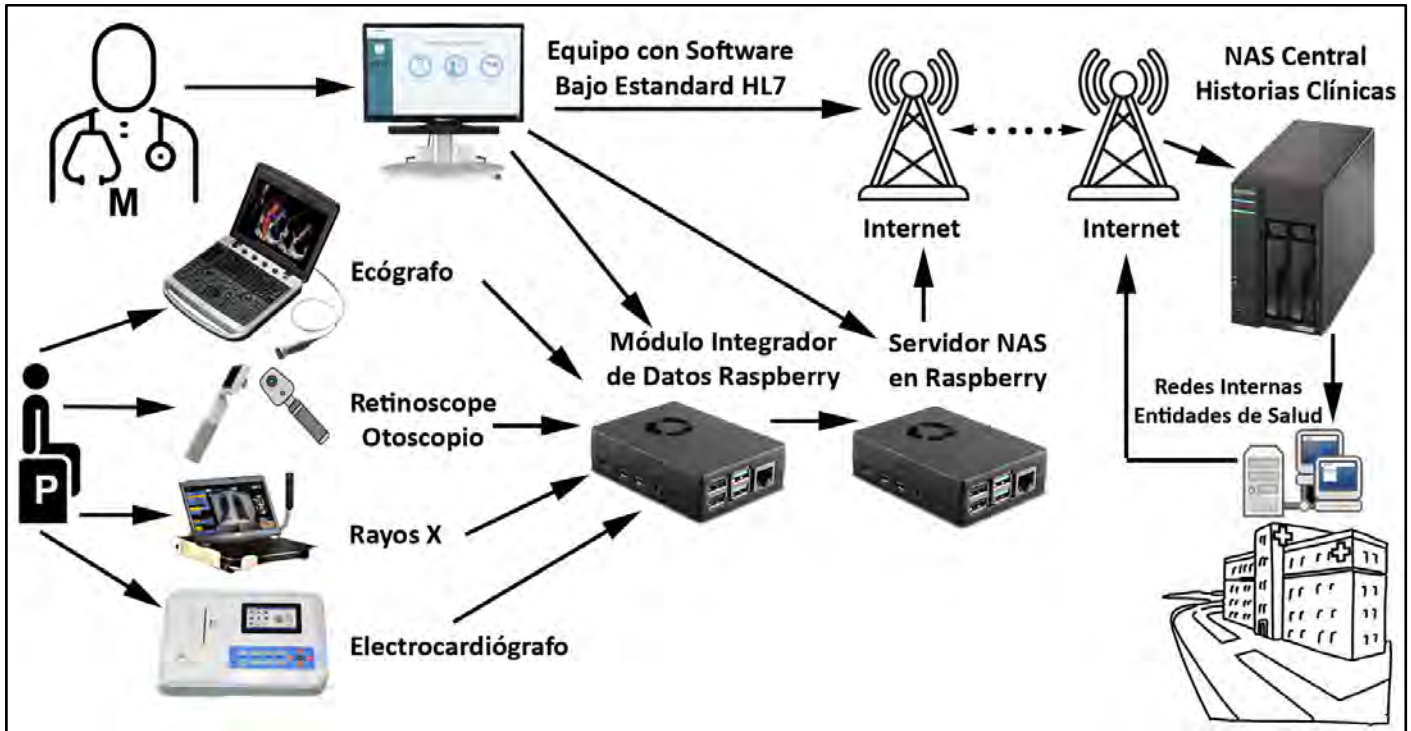 Equipo con Software
Bajo Estandard HL7
NAS Central
Historias Clínicas
M
Internet
Internet
Ecógrafo
Módulo Integrador
de Datos Raspberry
Servidor NAS
en Raspberry
Redes Internas
Entidades de Salud
Retinoscope
Otoscopio
P
Rayos X
Electrocardiógrafo